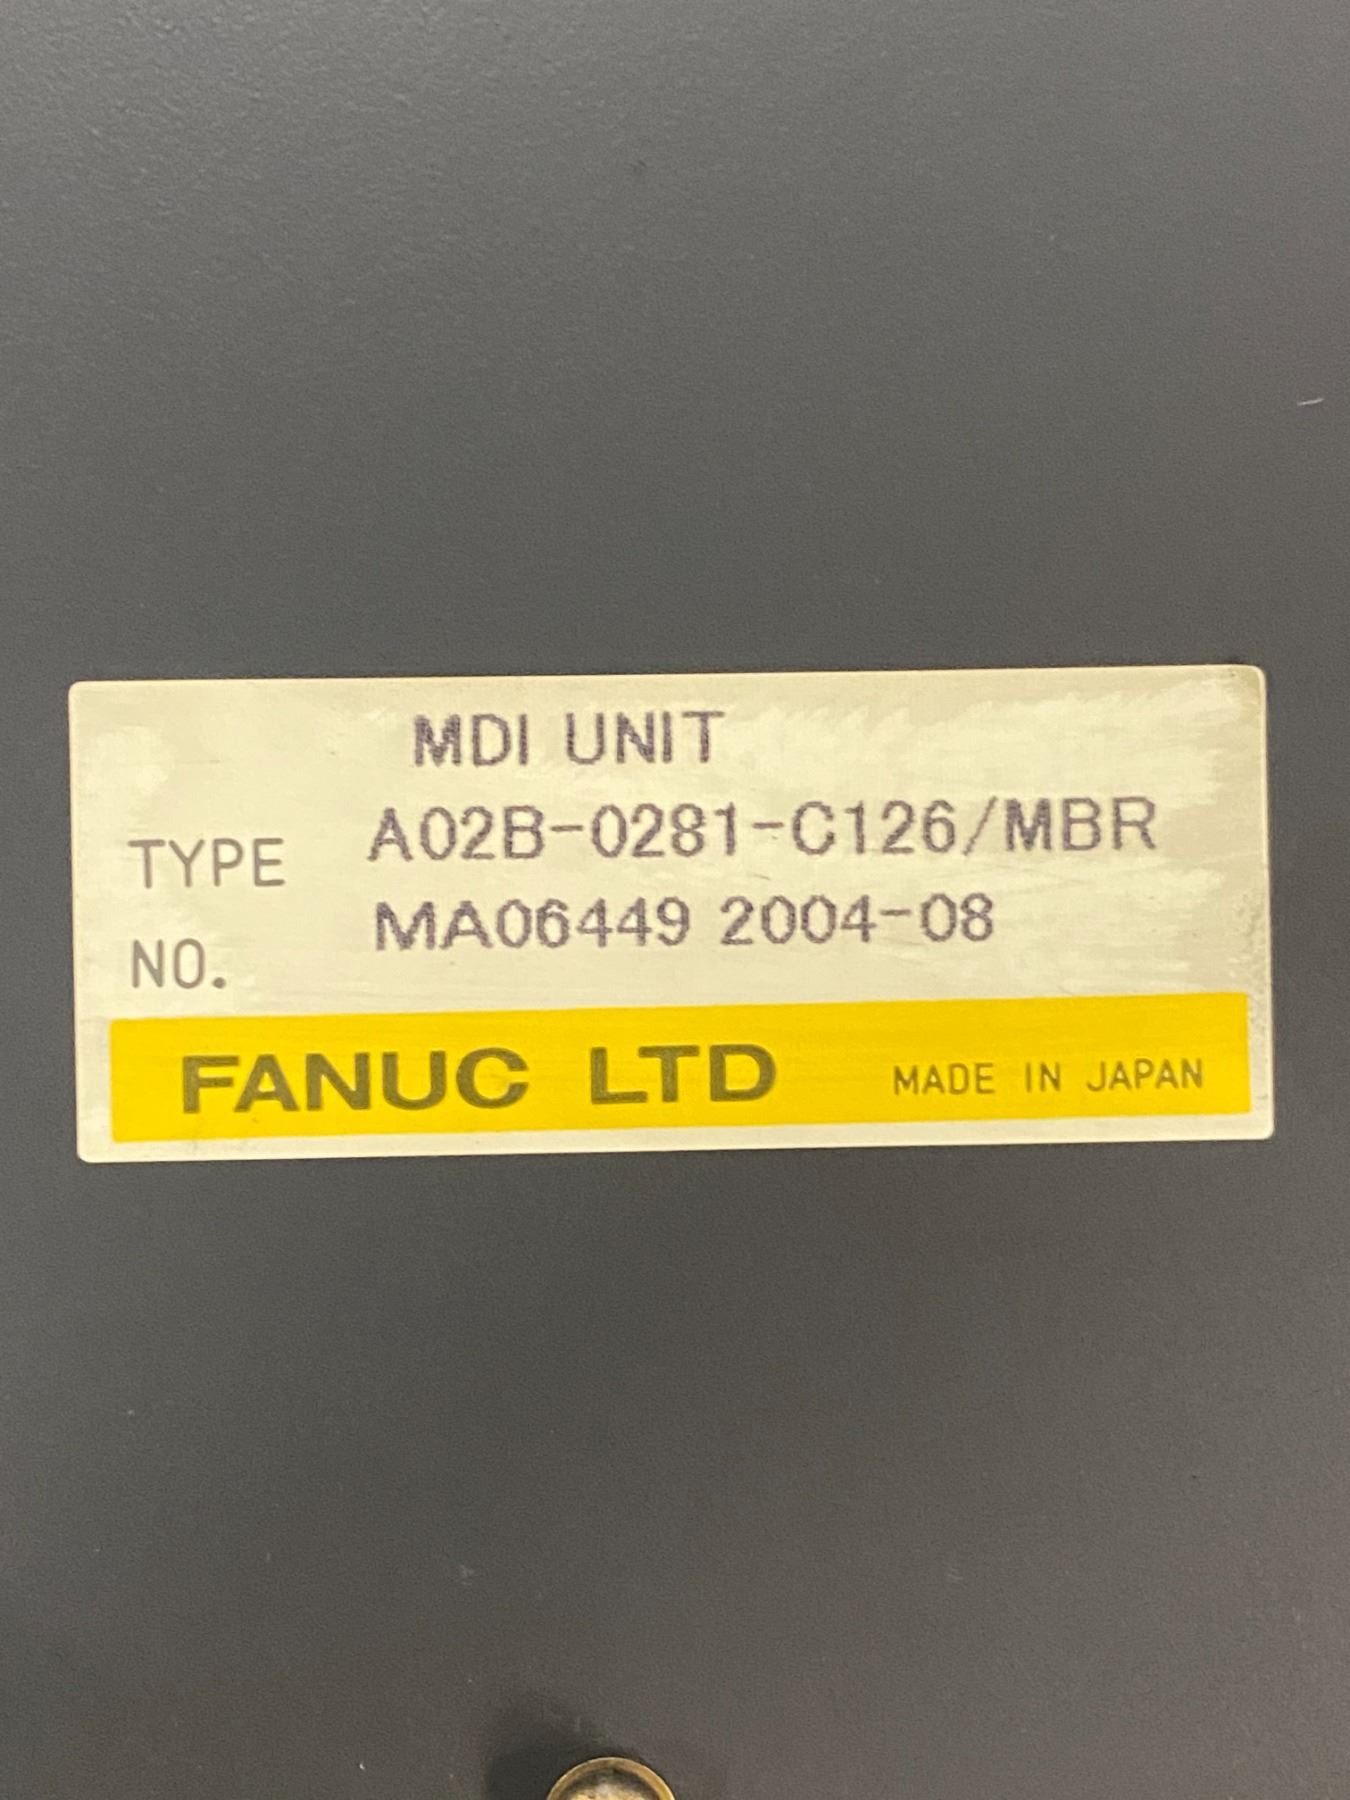 MDI UNIT
TYPE A02B-0281-C126/MBR
NO. MA06449 2004-08
FANUC LTD MADE IN JAPAN